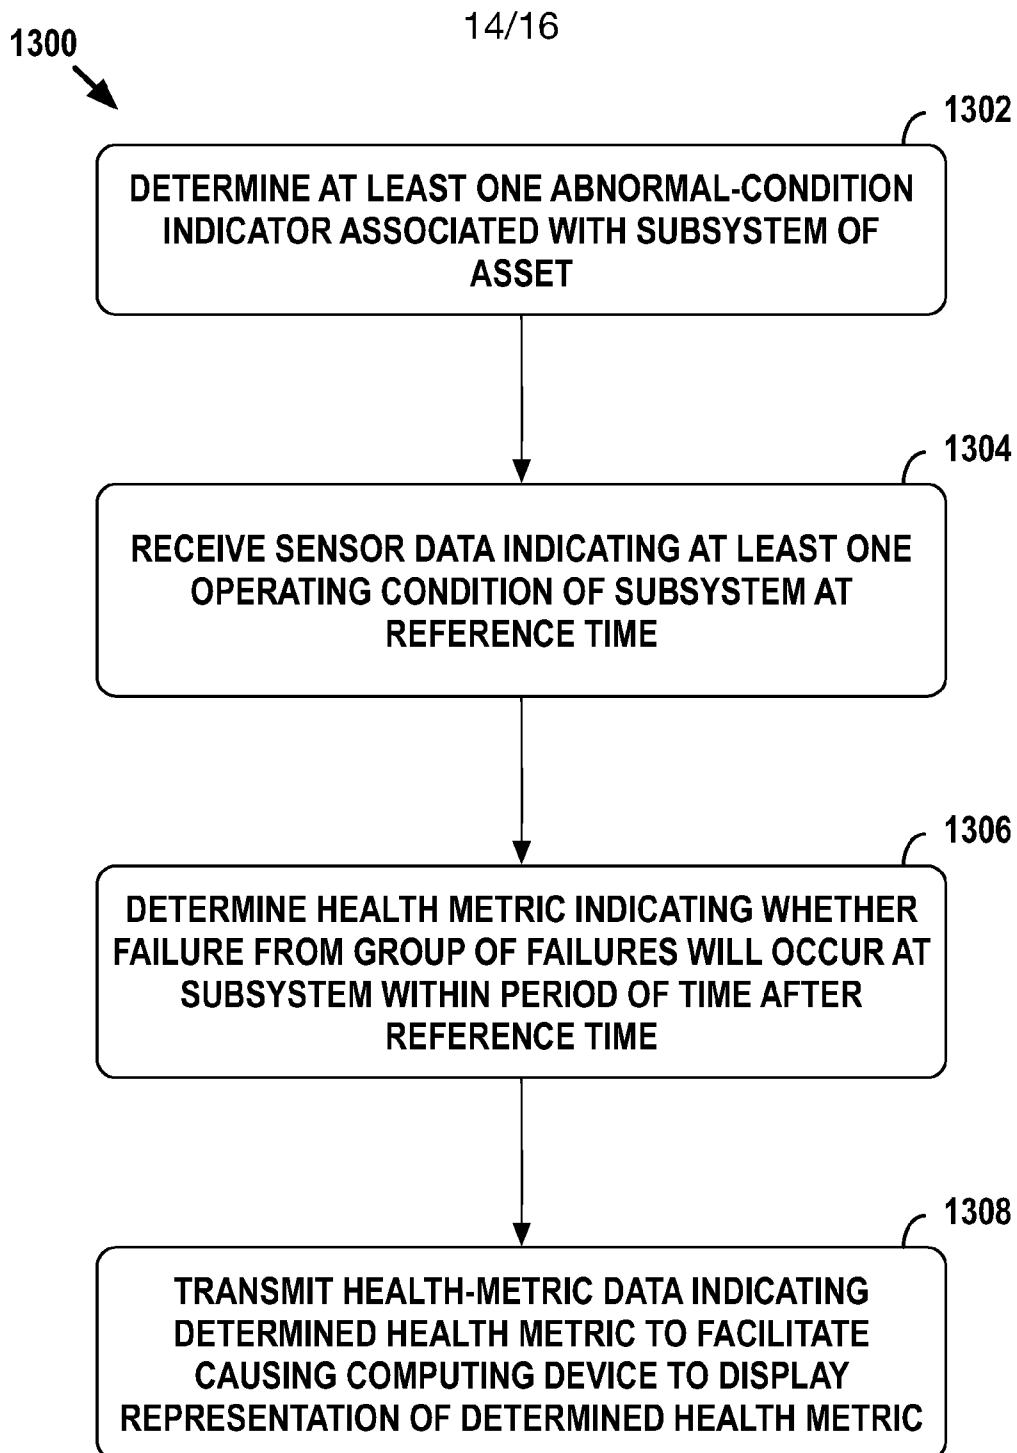 14/16
1300
1302
DETERMINE AT LEAST ONE ABNORMAL-CONDITION
INDICATOR ASSOCIATED WITH SUBSYSTEM OF
ASSET
1304
RECEIVE SENSOR DATA INDICATING AT LEAST ONE
OPERATING CONDITION OF SUBSYSTEM AT
REFERENCE TIME
1306
DETERMINE HEALTH METRIC INDICATING WHETHER
FAILURE FROM GROUP OF FAILURES WILL OCCUR AT
SUBSYSTEM WITHIN PERIOD OF TIME AFTER
REFERENCE TIME
1308
TRANSMIT HEALTH-METRIC DATA INDICATING
DETERMINED HEALTH METRIC TO FACILITATE
CAUSING COMPUTING DEVICE TO DISPLAY
REPRESENTATION OF DETERMINED HEALTH METRIC